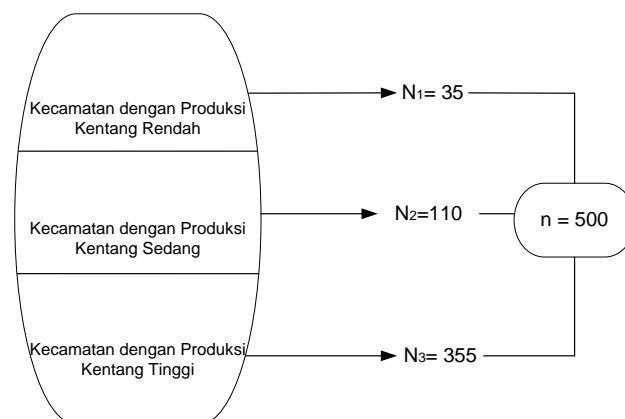 Kecamatan dengan Produksi
Kentang Rendah
N1= 35
Kecamatan dengan Produksi
Kentang Sedang
N2=110
n = 500
Kecamatan dengan Produksi
Kentang Tinggi
N3= 355